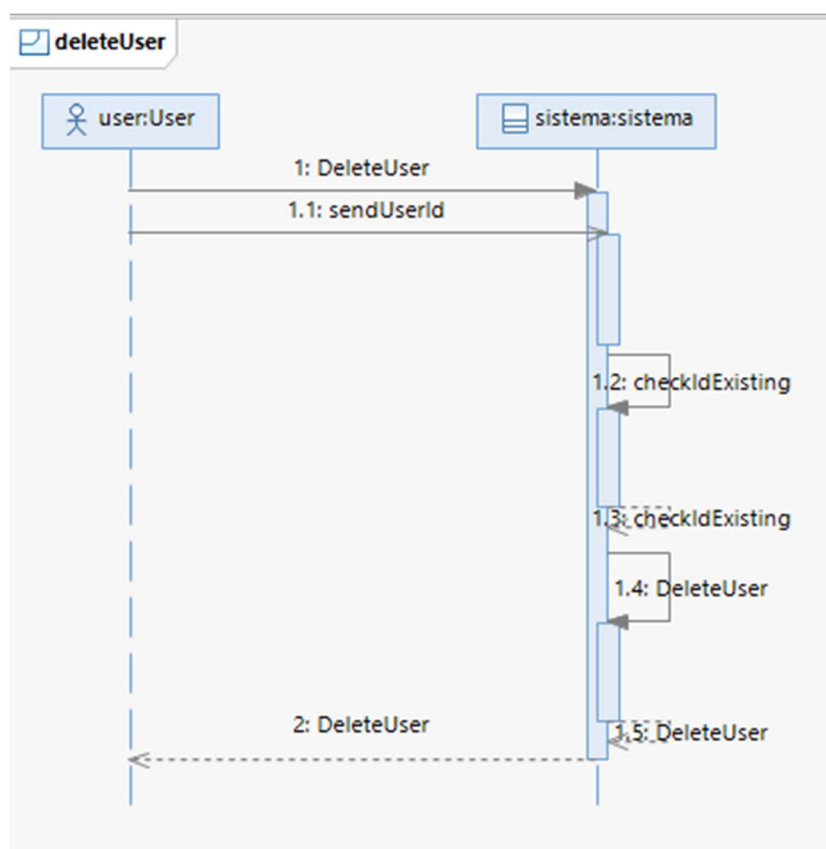 deleteUser
user:User
sistema:sistema
1: DeleteUser
1.1: sendUserId
1.2: checkIdExisting
1.3: checkIdExisting
1.4: DeleteUser
2: DeleteUser
1.5: DeleteUser